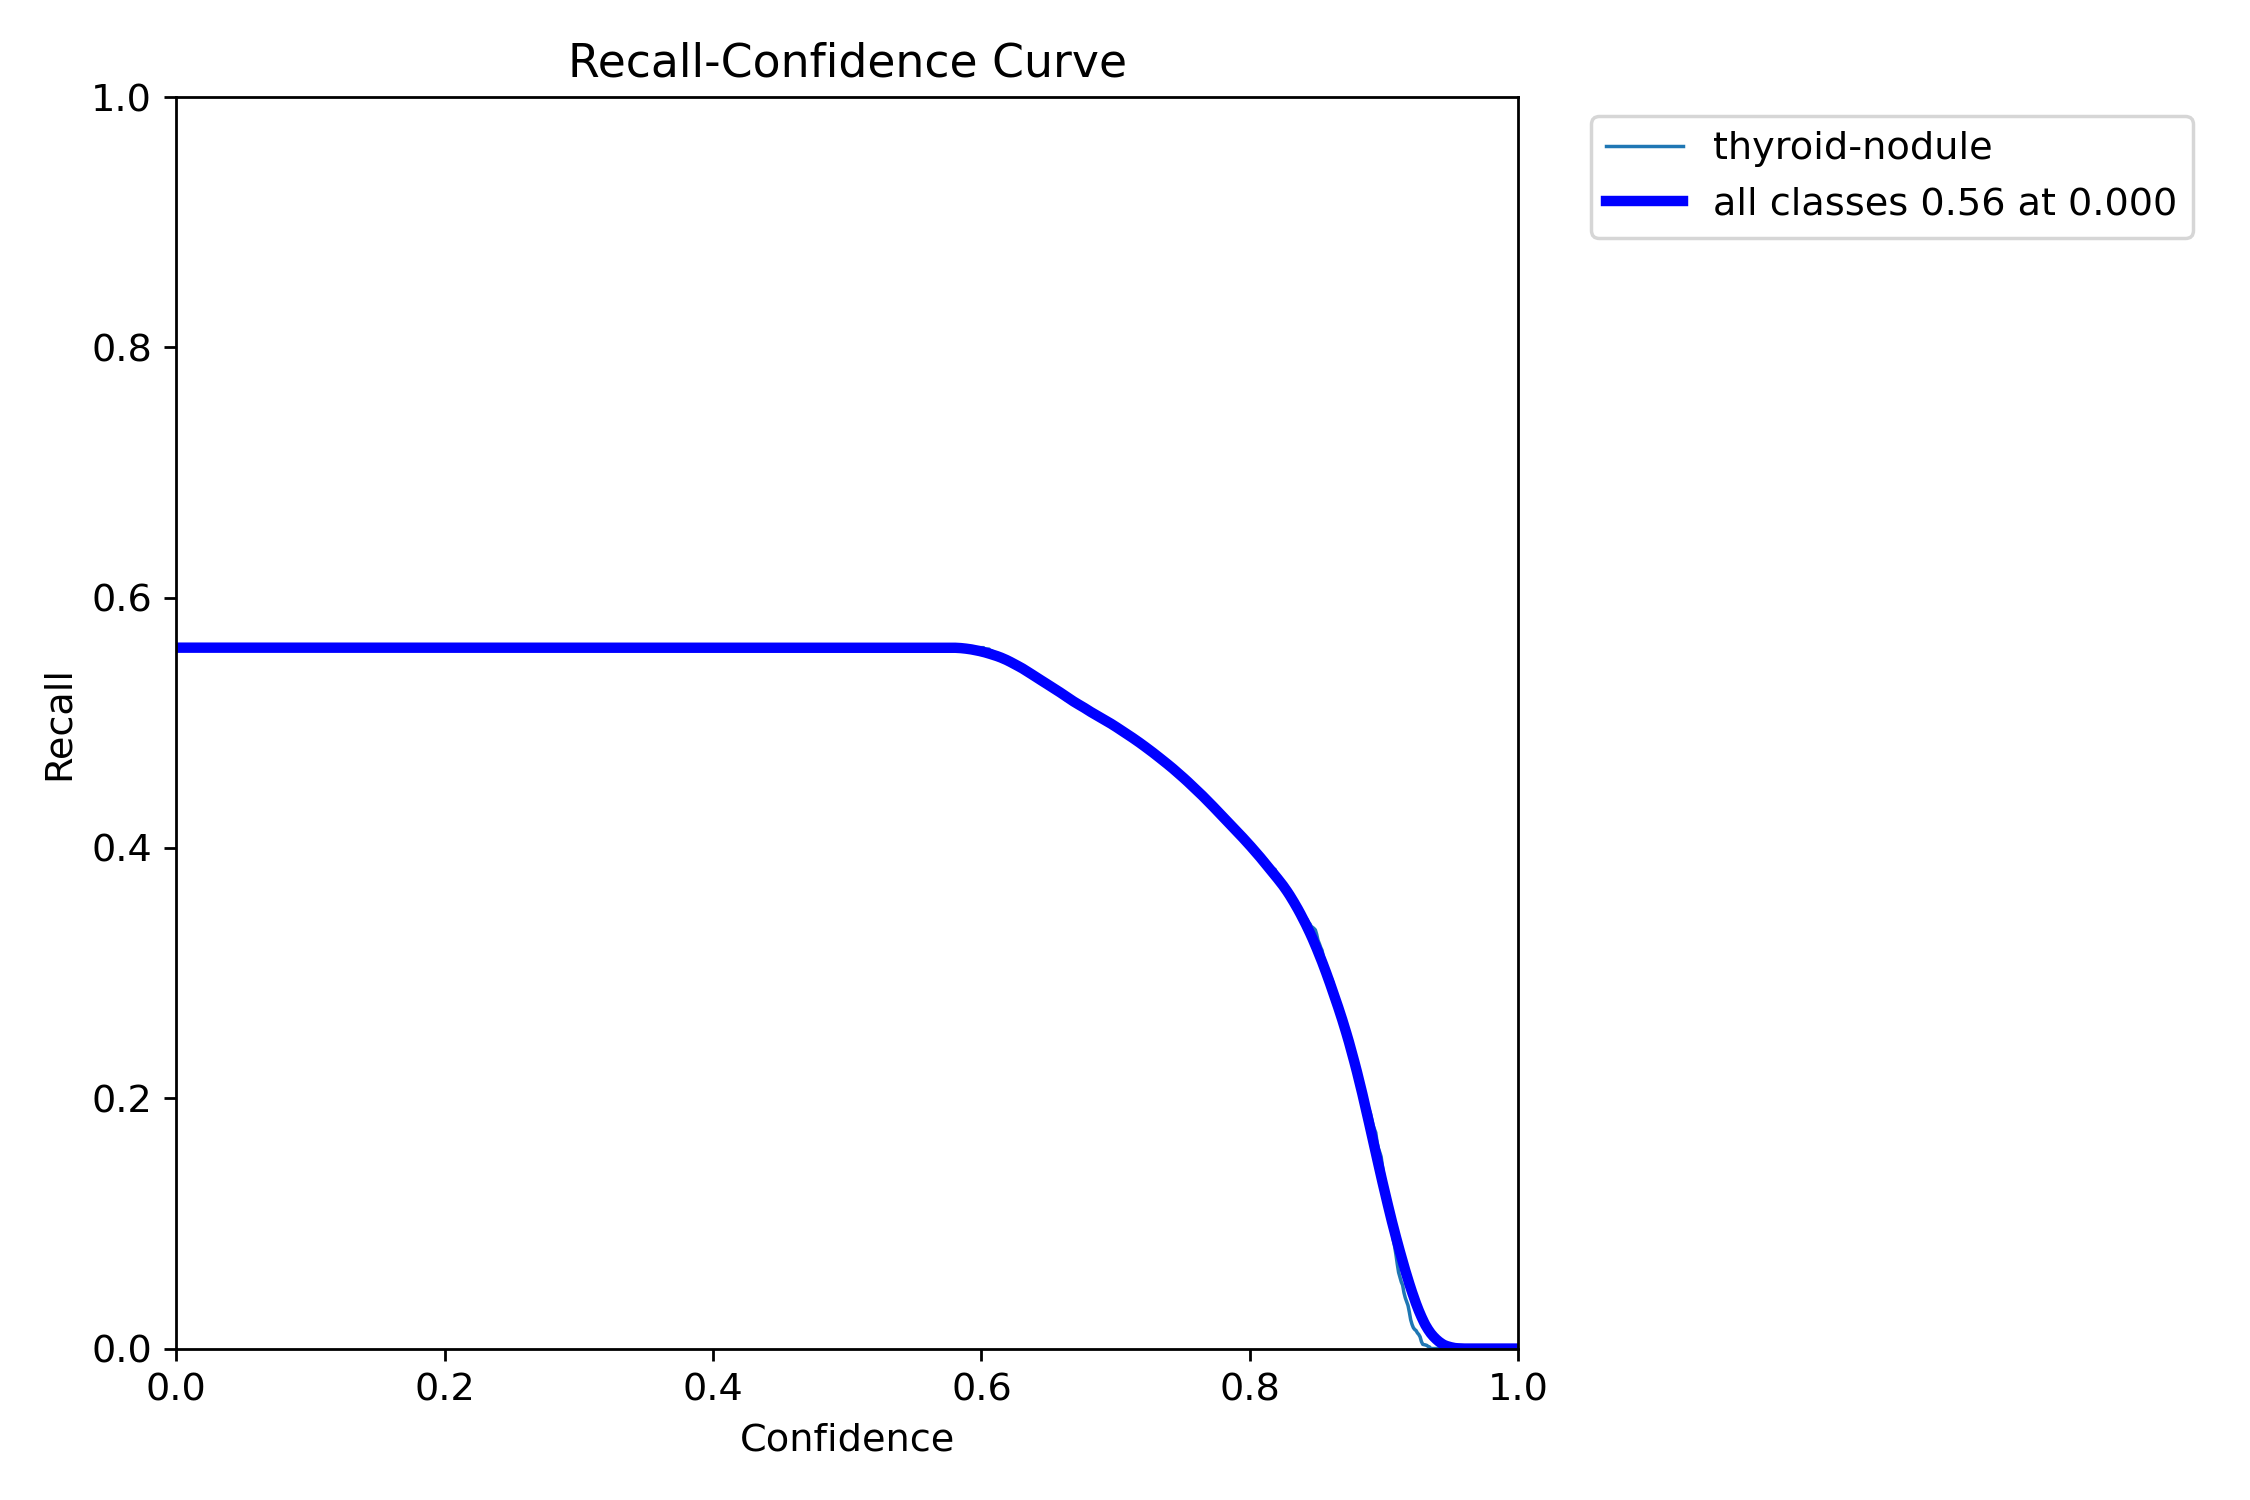 Recall-Confidence Curve
1.0
0.8
0.6
0.4
0.2
0.0
Recall
0.0 0.2 0.4 0.6 0.8 1.0
Confidence
thyroid-nodule
all classes 0.56 at 0.000